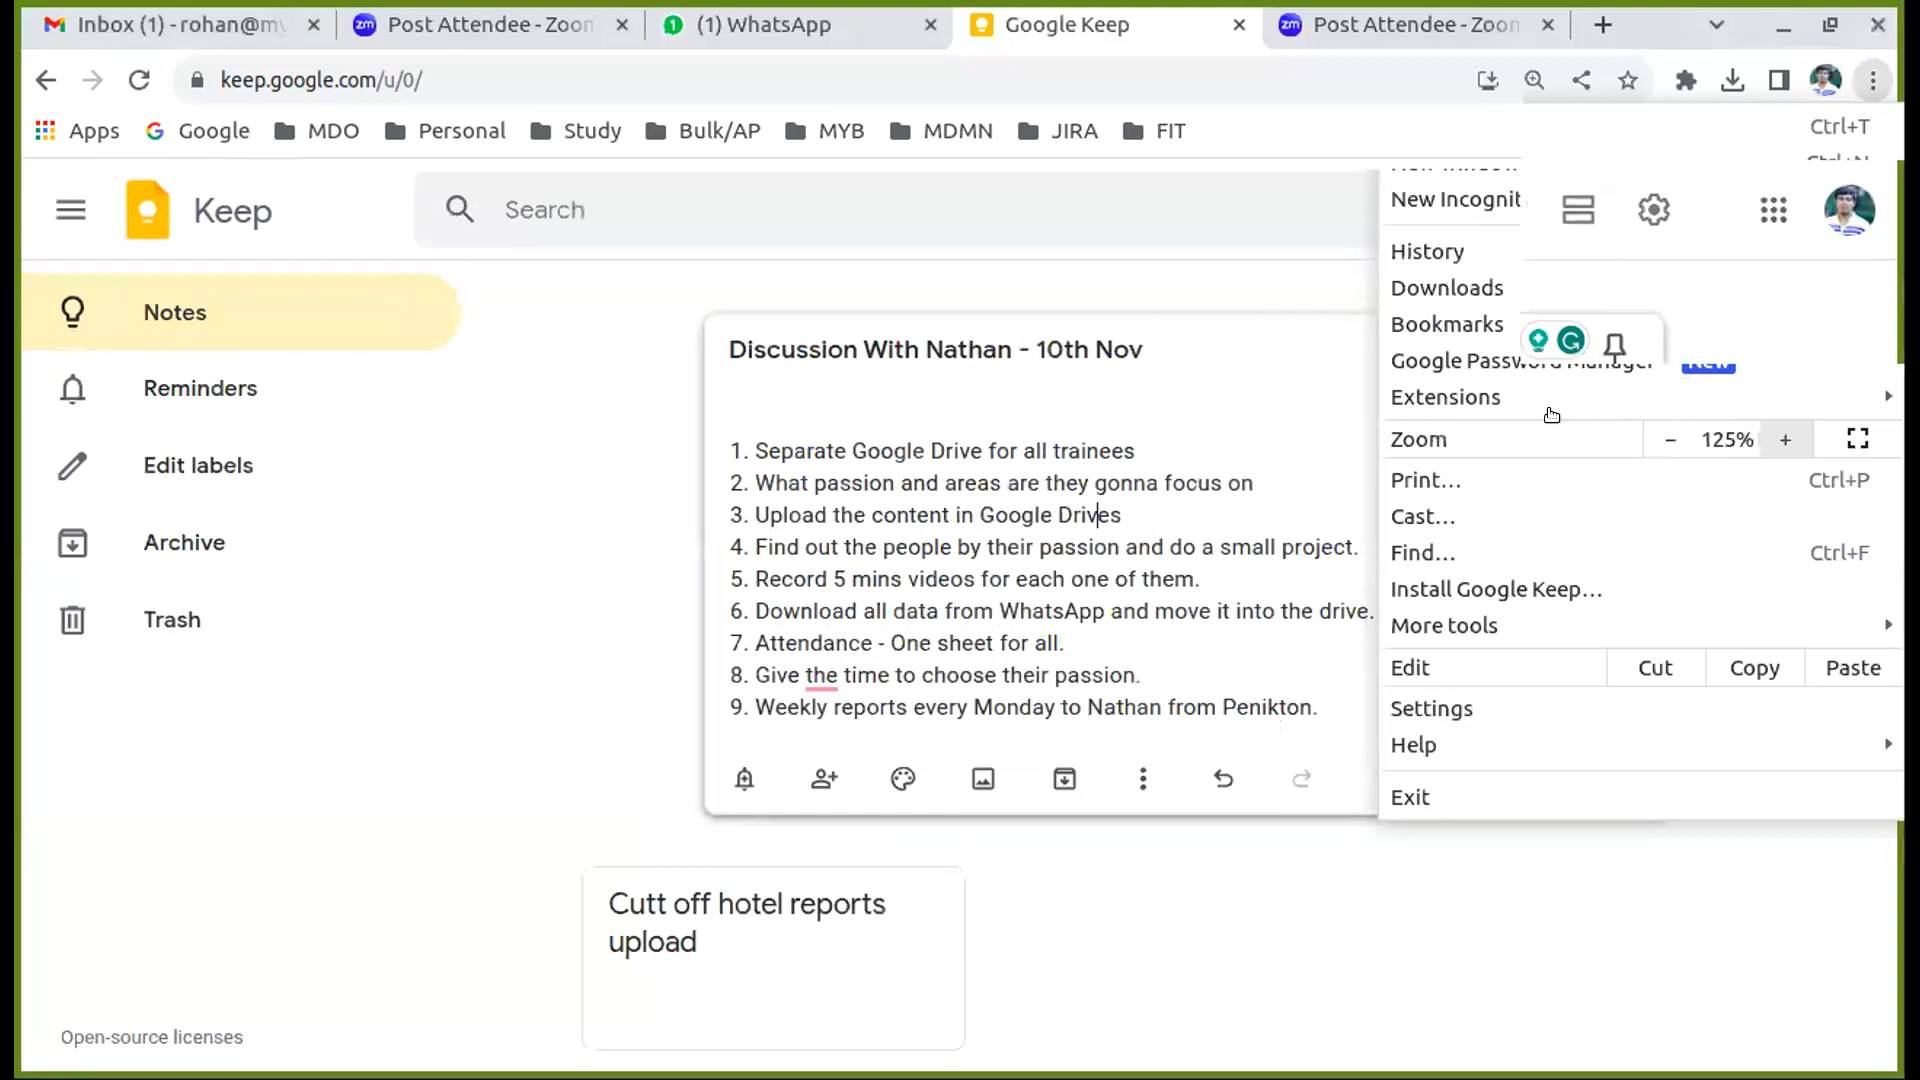 Inbox (1) - rohan@my
Post Attendee - Zoom
(1) WhatsApp
Google Keep
Post Attendee - Zoom
keep.google.com/u/0/
Apps
Google
MDO
Personal
Study
Bulk/AP
MYB
MDMN
JIRA
FIT
Ctrl+T
Keep
Search
New Incognit
History
Downloads
Bookmarks
Google Password Manager
New
Extensions
Zoom
- 125% +
Print... Ctrl+P
Cast...
Find... Ctrl+F
Install Google Keep...
More tools
Edit Cut Copy Paste
Settings
Help
Exit
Notes
Reminders
Edit labels
Archive
Trash
Discussion With Nathan - 10th Nov
1. Separate Google Drive for all trainees
2. What passion and areas are they gonna focus on
3. Upload the content in Google Drives
4. Find out the people by their passion and do a small project.
5. Record 5 mins videos for each one of them.
6. Download all data from WhatsApp and move it into the drive.
7. Attendance - One sheet for all.
8. Give the time to choose their passion.
9. Weekly reports every Monday to Nathan from Penikton.
Cutt off hotel reports
upload
Open-source licenses